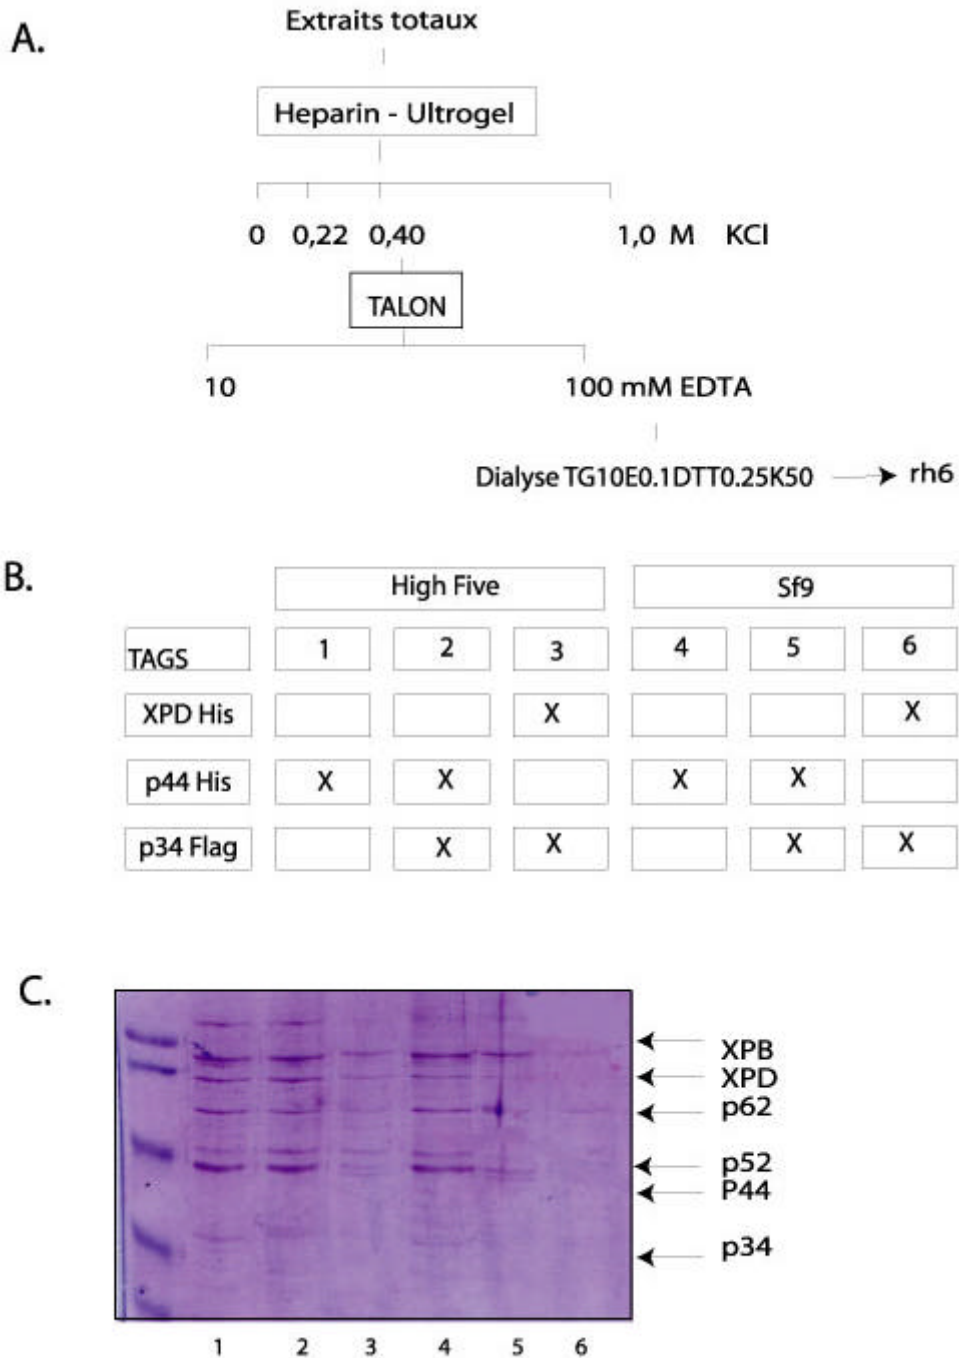 A.
Extraits totaux
Heparin - Ultrogel
0 0,22 0,40 1,0 M KCl
TALON
10 100 mM EDTA
Dialyse TG10E0.1DTT0.25K50 rh6
B.
High Five Sf9
TAGS 1 2 3 4 5 6
XPD His X X
p44 His X X X X
p34 Flag X X X X
C.
XPB
XPD
p62
p52
P44
p34
1 2 3 4 5 6